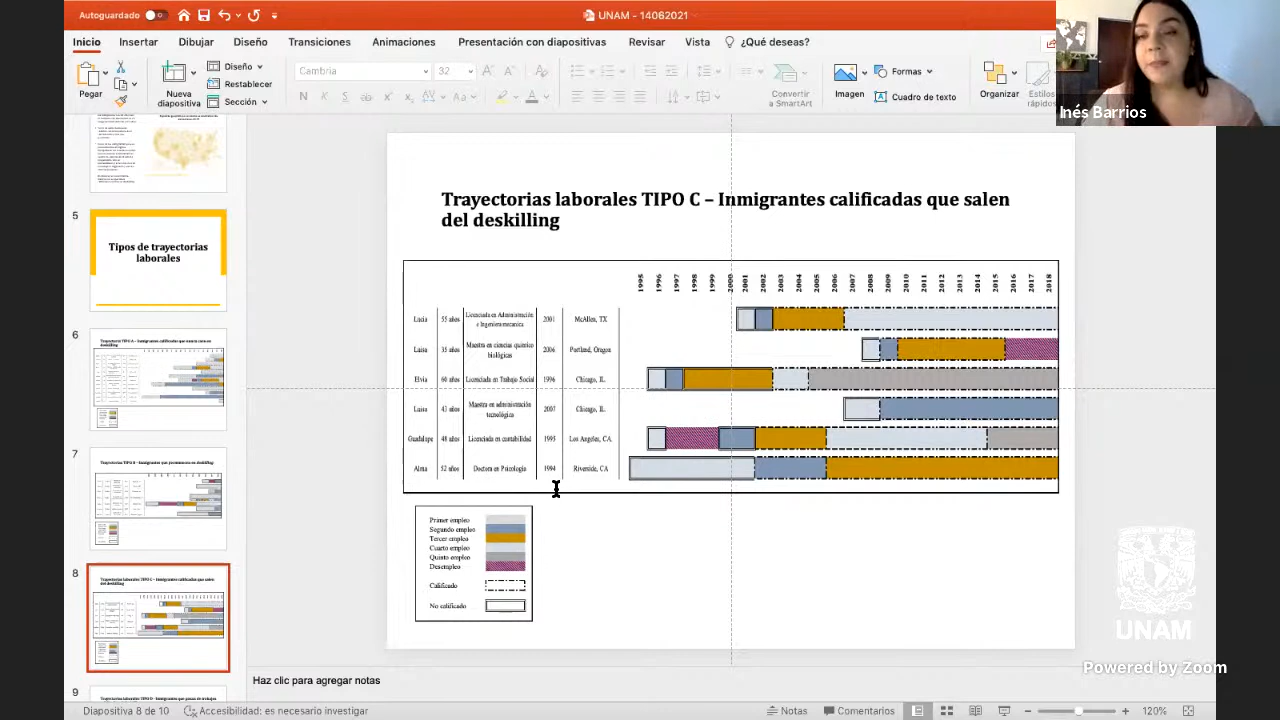 Autoguardado
UNAM - 14062021
Inicio Insertar Dibujar Diseño Transiciones Animaciones Presentación con diapositivas Revisar Vista ¿Qué deseas?
Pegar
Nueva diapositiva
Diseño
Restablecer
Sección
Cambria 32
Convertir a SmartArt
Imagen
Formas
Cuadro de texto
Organizar
Estilos rápidos
Inés Barrios
5
Tipos de trayectorias
laborales
6
7
8
9
Trayectorias laborales TIPO C – Inmigrantes calificadas que salen
del deskilling
1995 1996 1997 1998 1999 2000 2001 2002 2003 2004 2005 2006 2007 2008 2009 2010 2011 2012 2013 2014 2015 2016 2017 2018
Lucía 55 años Licenciada en Administración e Ingeniera mecánica 2001 McAllen, TX
Luisa 35 años Maestra en ciencias químico biológicas 2006 Portland, Oregon
Elvia 60 años Licenciada en Trabajo Social 1996 Chicago, IL
Luisa 43 años Maestra en administración tecnológica 2007 Chicago, IL
Guadalupe 48 años Licenciada en contabilidad 1995 Los Angeles, CA
Alma 52 años Doctora en Psicología 1994 Riverside, CA
Primer empleo
Segundo empleo
Tercer empleo
Cuarto empleo
Quinto empleo
Desempleo
Calificado
No calificado
UNAM
Powered by Zoom
Haz clic para agregar notas
Diapositiva 8 de 10 Accesibilidad: es necesario investigar Notas Comentarios 120%